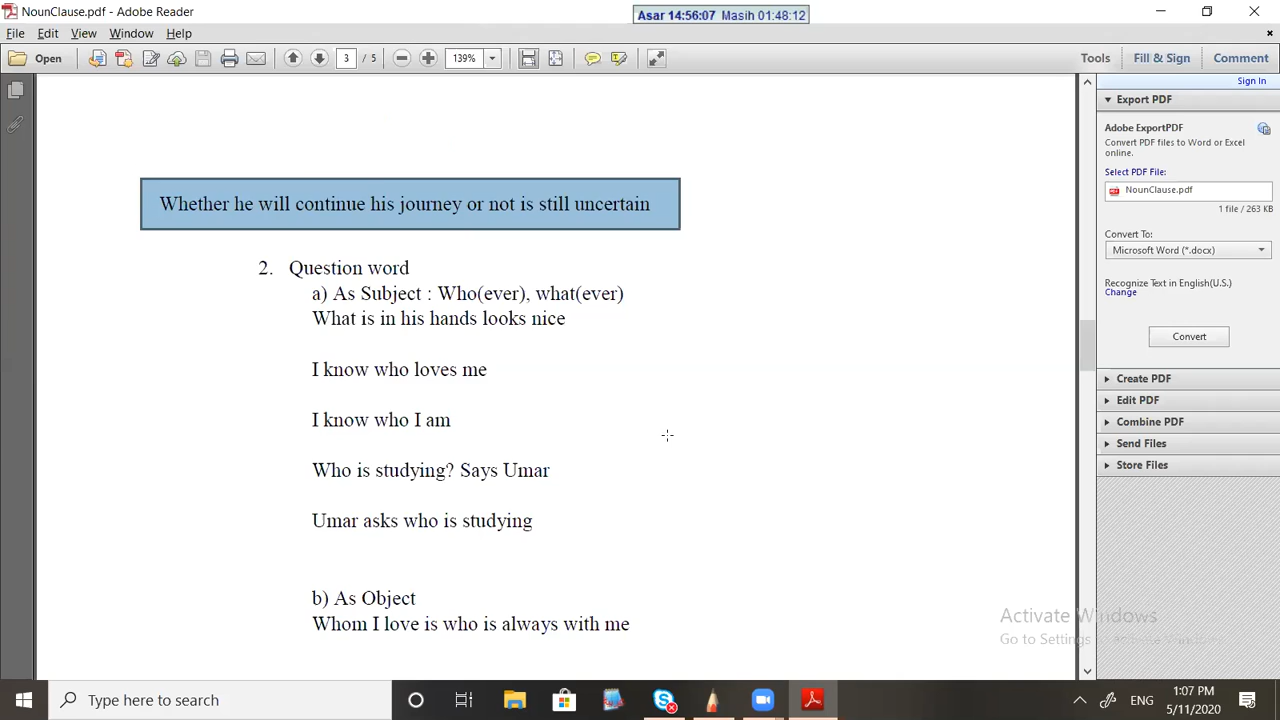 NounClause.pdf - Adobe Reader
Asar 14:56:07 Masih 01:48:12
File Edit View Window Help
Open 3 / 5 139% Tools Fill & Sign Comment
Sign In
Export PDF
Adobe ExportPDF
Convert PDF files to Word or Excel
online.
Select PDF File:
NounClause.pdf
1 file / 263 KB
Convert To:
Microsoft Word (*.docx)
Recognize Text in English(U.S.)
Change
Convert
Create PDF
Edit PDF
Combine PDF
Send Files
Store Files
Whether he will continue his journey or not is still uncertain
2. Question word
a) As Subject : Who(ever), what(ever)
What is in his hands looks nice
I know who loves me
I know who I am
Who is studying? Says Umar
Umar asks who is studying
b) As Object
Whom I love is who is always with me
Activate Windows
Go to Settings to activate Windows.
Type here to search
ENG
1:07 PM
5/11/2020